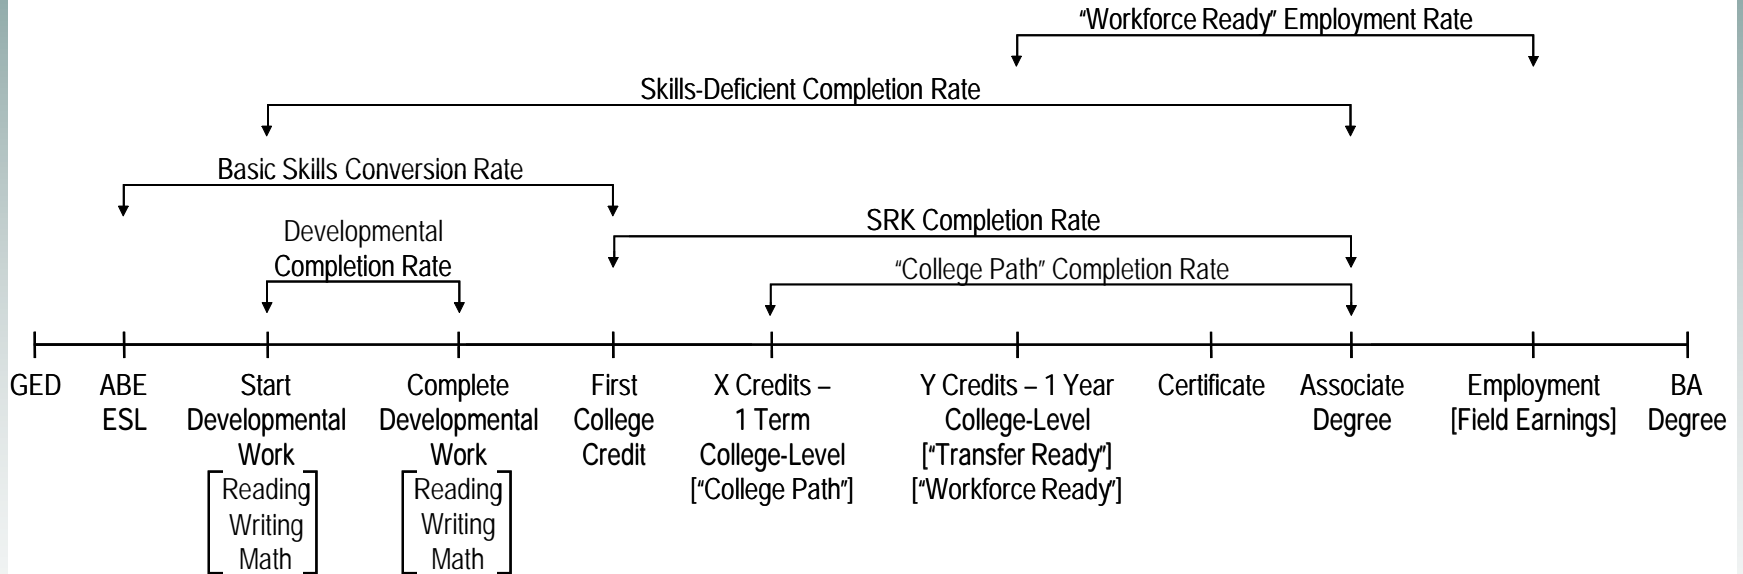 “Workforce Ready” Employment Rate
Skills-Deficient Completion Rate
Basic Skills Conversion Rate
Developmental
Completion Rate
SRK Completion Rate
“College Path” Completion Rate
GED
ABE
ESL
Start
Developmental
Work
Reading
Writing
Math
Complete
Developmental
Work
Reading
Writing
Math
First
College
Credit
X Credits –
1 Term
College-Level
[“College Path”]
Y Credits – 1 Year
College-Level
[“Transfer Ready”]
[“Workforce Ready”]
Certificate
Associate
Degree
Employment
[Field Earnings]
BA
Degree